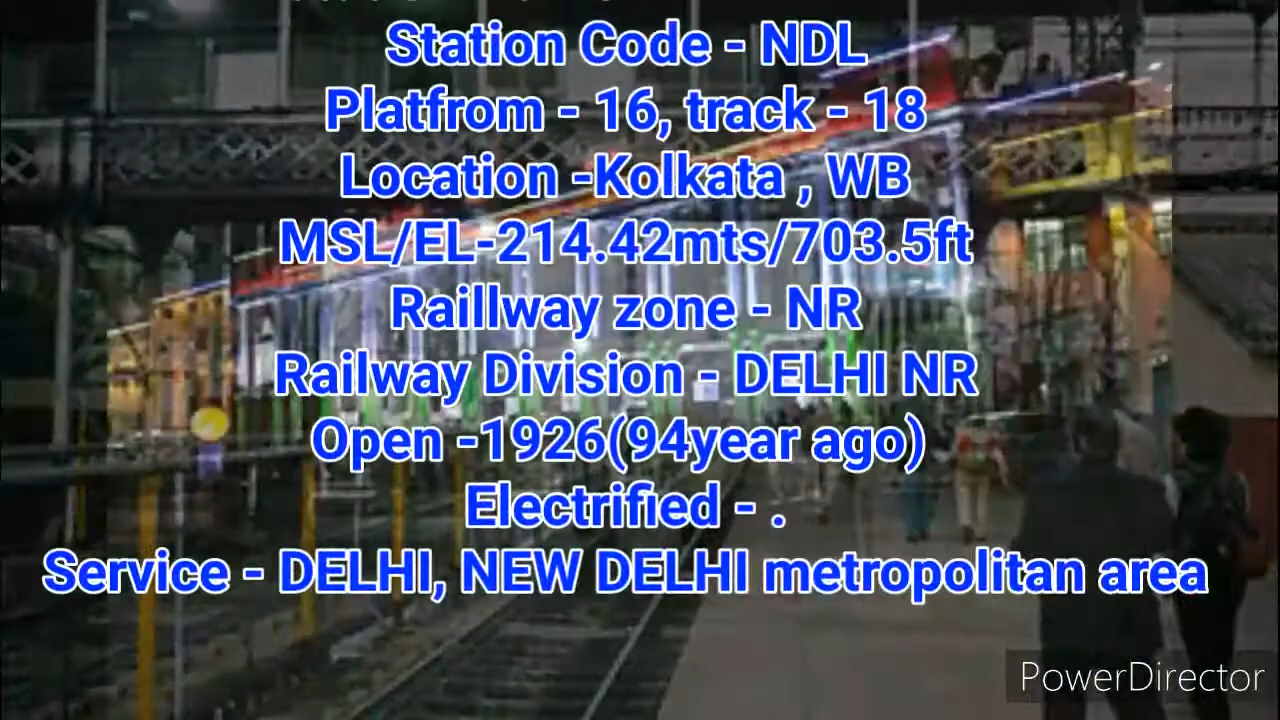 Station Code - NDL
Platfrom - 16, track - 18
Location -Kolkata , WB
MSL/EL-214.42mts/703.5ft
Raillway zone - NR
Railway Division - DELHI NR
Open -1926(94year ago)
Electrified - .
Service - DELHI, NEW DELHI metropolitan area
PowerDirector